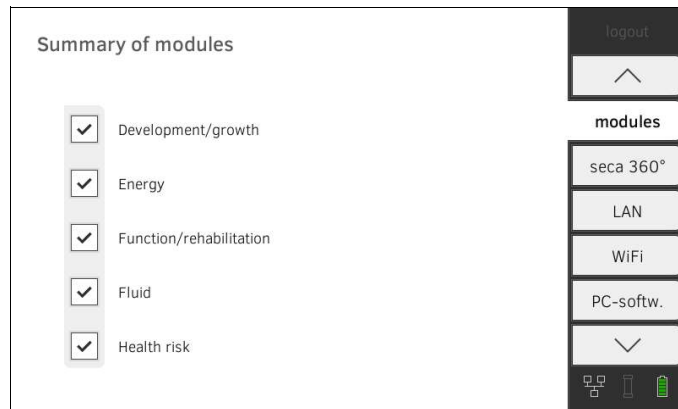 Summary of modules
Development/growth
Energy
Function/rehabilitation
Fluid
Health risk
logout
modules
seca 360°
LAN
WiFi
PC-softw.